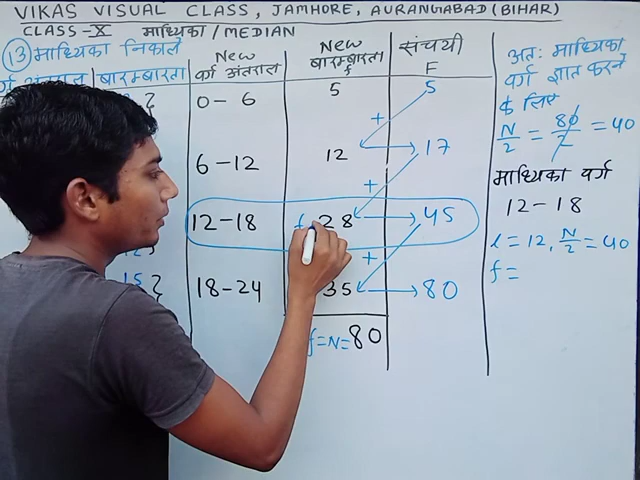 VIKAS VISUAL CLASS, JAMHORE, AURANGABAD (BIHAR)
CLASS-X माध्यिका / MEDIAN
(13) माध्यिका निकालें
बारम्बारता
New
वर्ग अंतराल
New
बारम्बारता
f
संचयी
F
0 - 6 5 5
6 - 12 12 17
12 - 18 28 45
18 - 24 35 80
f = N = 80
+
+
+
अतः माध्यिका
वर्ग ज्ञात करने
के लिए
N/2 = 80/2 = 40
माध्यिका वर्ग
12 - 18
l = 12, N/2 = 40
f =